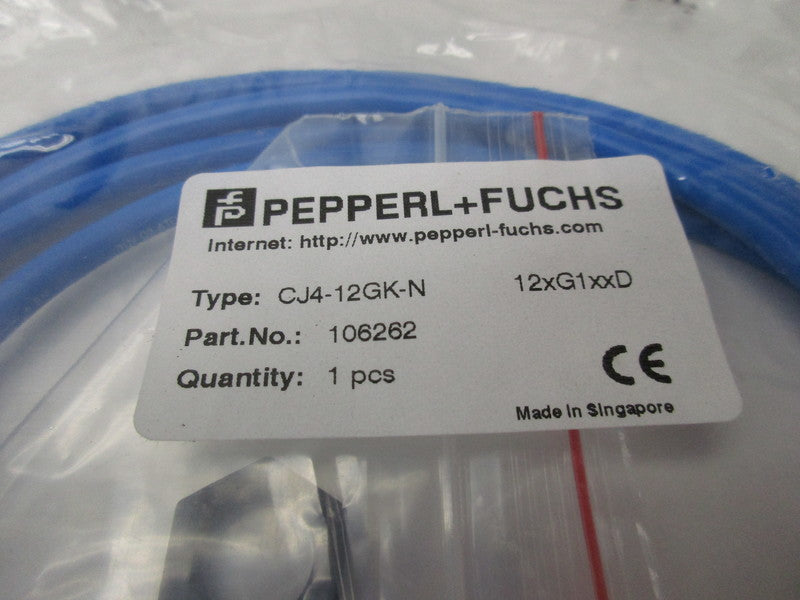 PEPPERL+FUCHS
Internet: http://www.pepperl-fuchs.com
Type: CJ4-12GK-N 12xG1xxD
Part.No.: 106262
Quantity: 1 pcs
CE
Made in Singapore